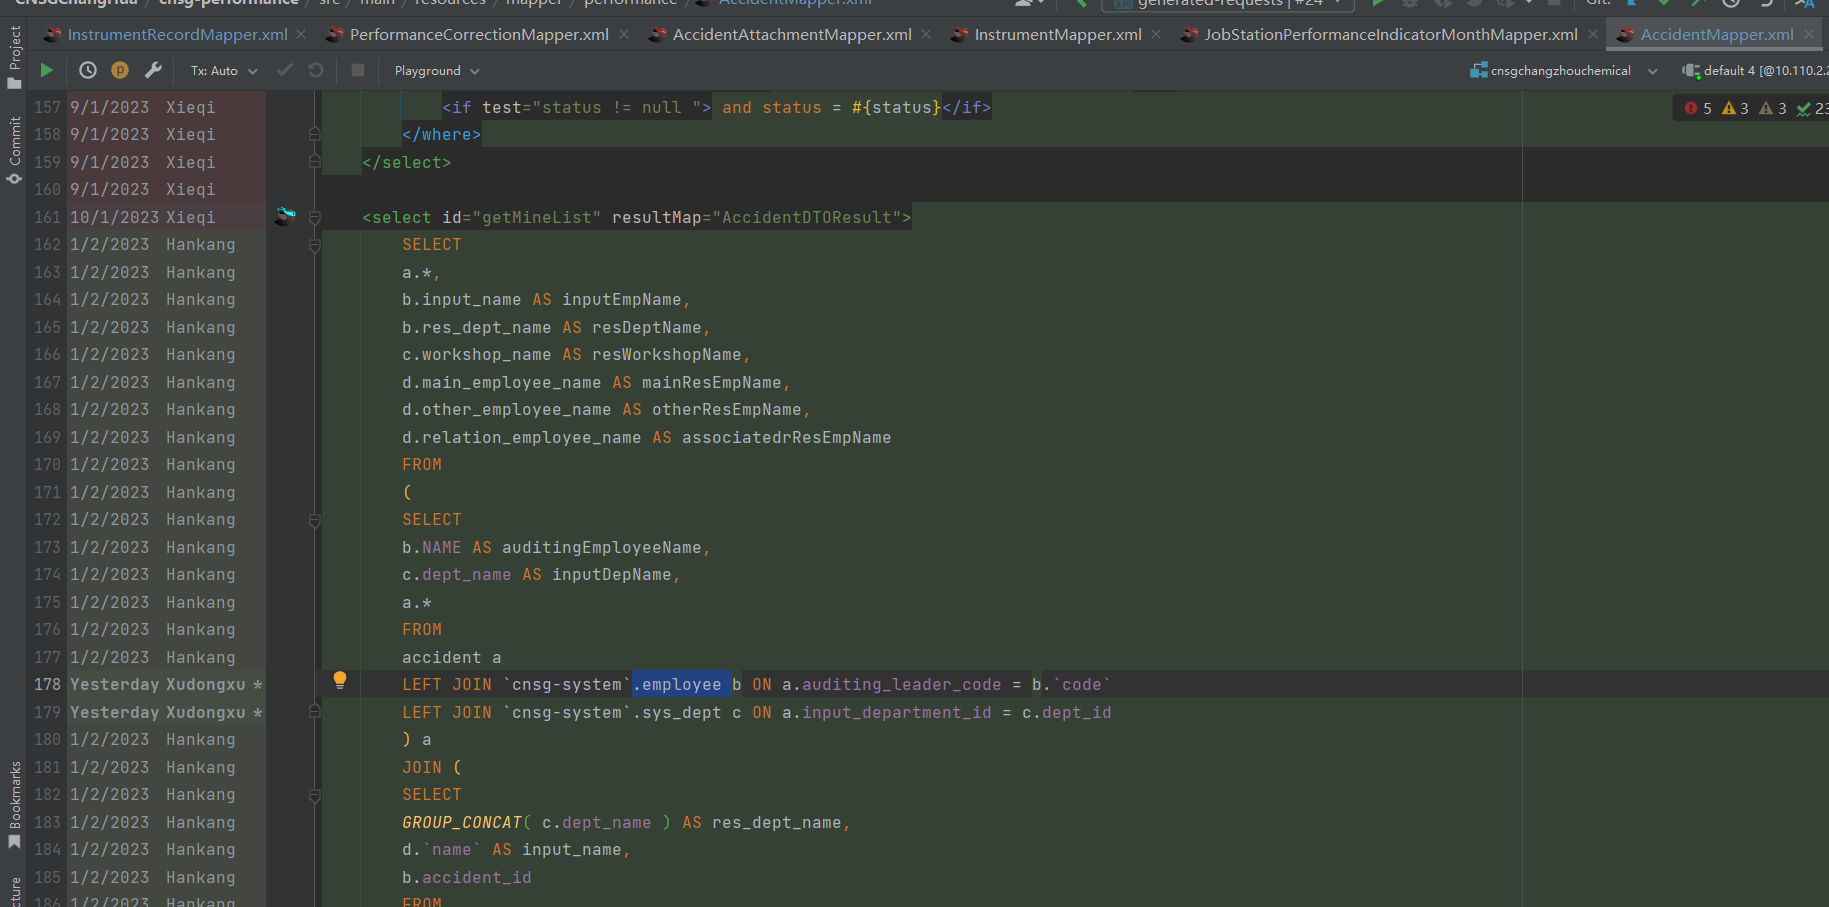 CNSGChangHua / cnsg-performance / src / main / resources / mapper / performance / AccidentMapper.xml generated-requests | #24 Git:
InstrumentRecordMapper.xml PerformanceCorrectionMapper.xml AccidentAttachmentMapper.xml InstrumentMapper.xml JobStationPerformanceIndicatorMonthMapper.xml AccidentMapper.xml
Project
Commit
Bookmarks
cture
Tx: Auto Playground cnsgchangzhouchemical default 4 [@10.110.2.2
5 3 3 23
157 9/1/2023 Xieqi <if test="status != null "> and status = #{status}</if>
158 9/1/2023 Xieqi </where>
159 9/1/2023 Xieqi </select>
160 9/1/2023 Xieqi
161 10/1/2023 Xieqi <select id="getMineList" resultMap="AccidentDTOResult">
162 1/2/2023 Hankang SELECT
163 1/2/2023 Hankang a.*,
164 1/2/2023 Hankang b.input_name AS inputEmpName,
165 1/2/2023 Hankang b.res_dept_name AS resDeptName,
166 1/2/2023 Hankang c.workshop_name AS resWorkshopName,
167 1/2/2023 Hankang d.main_employee_name AS mainResEmpName,
168 1/2/2023 Hankang d.other_employee_name AS otherResEmpName,
169 1/2/2023 Hankang d.relation_employee_name AS associatedrResEmpName
170 1/2/2023 Hankang FROM
171 1/2/2023 Hankang (
172 1/2/2023 Hankang SELECT
173 1/2/2023 Hankang b.NAME AS auditingEmployeeName,
174 1/2/2023 Hankang c.dept_name AS inputDepName,
175 1/2/2023 Hankang a.*
176 1/2/2023 Hankang FROM
177 1/2/2023 Hankang accident a
178 Yesterday Xudongxu * LEFT JOIN `cnsg-system`.employee b ON a.auditing_leader_code = b.`code`
179 Yesterday Xudongxu * LEFT JOIN `cnsg-system`.sys_dept c ON a.input_department_id = c.dept_id
180 1/2/2023 Hankang ) a
181 1/2/2023 Hankang JOIN (
182 1/2/2023 Hankang SELECT
183 1/2/2023 Hankang GROUP_CONCAT( c.dept_name ) AS res_dept_name,
184 1/2/2023 Hankang d.`name` AS input_name,
185 1/2/2023 Hankang b.accident_id
186 1/2/2023 Hankang FROM